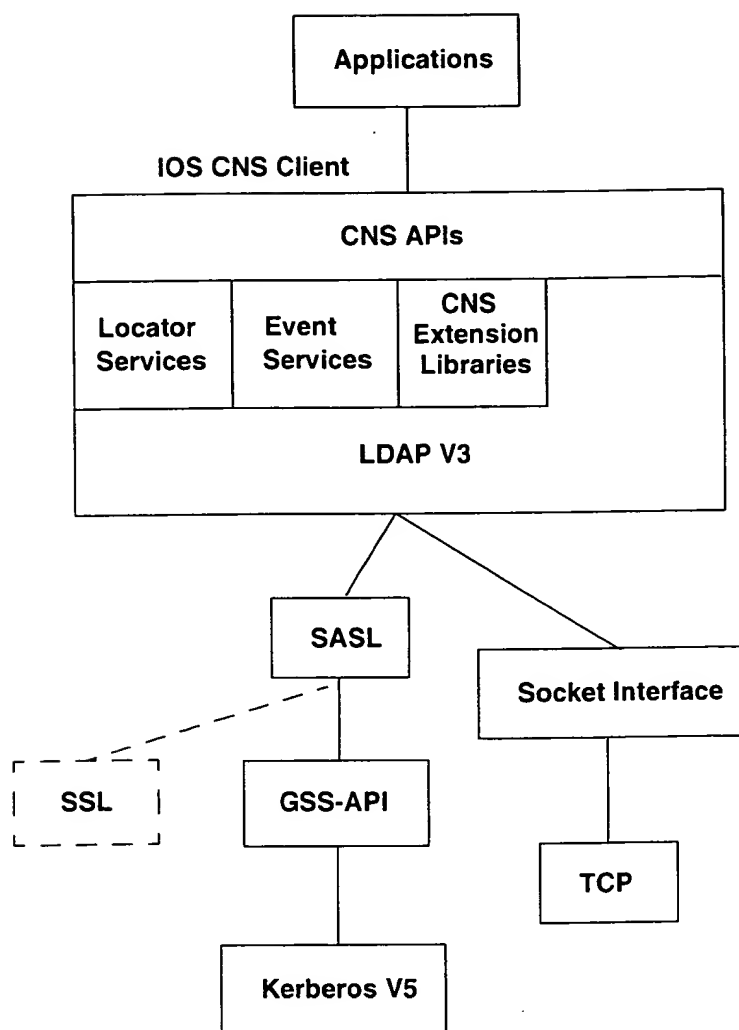 Applications
IOS CNS Client
CNS APIs
Locator
Services
Event
Services
CNS
Extension
Libraries
LDAP V3
SASL
Socket Interface
SSL
GSS-API
TCP
Kerberos V5